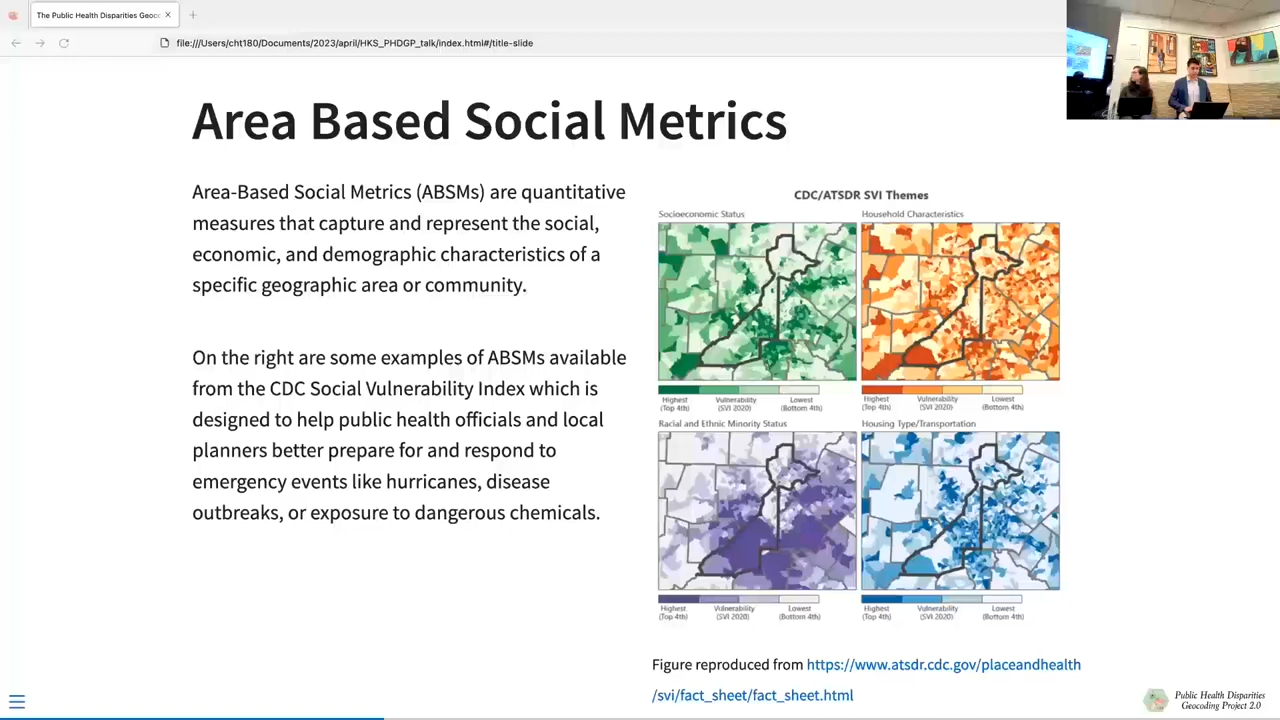 The Public Health Disparities Geoc
file:///Users/cht180/Documents/2023/april/HKS_PHDGP_talk/index.html#/title-slide
Area Based Social Metrics
Area-Based Social Metrics (ABSMs) are quantitative
measures that capture and represent the social,
economic, and demographic characteristics of a
specific geographic area or community.
On the right are some examples of ABSMs available
from the CDC Social Vulnerability Index which is
designed to help public health officials and local
planners better prepare for and respond to
emergency events like hurricanes, disease
outbreaks, or exposure to dangerous chemicals.
CDC/ATSDR SVI Themes
Socioeconomic Status
Household Characteristics
Highest (Top 4th) Vulnerability (SVI 2020) Lowest (Bottom 4th)
Highest (Top 4th) Vulnerability (SVI 2020) Lowest (Bottom 4th)
Racial and Ethnic Minority Status
Housing Type/Transportation
Highest (Top 4th) Vulnerability (SVI 2020) Lowest (Bottom 4th)
Highest (Top 4th) Vulnerability (SVI 2020) Lowest (Bottom 4th)
Figure reproduced from https://www.atsdr.cdc.gov/placeandhealth
/svi/fact_sheet/fact_sheet.html
Public Health Disparities
Geocoding Project 2.0